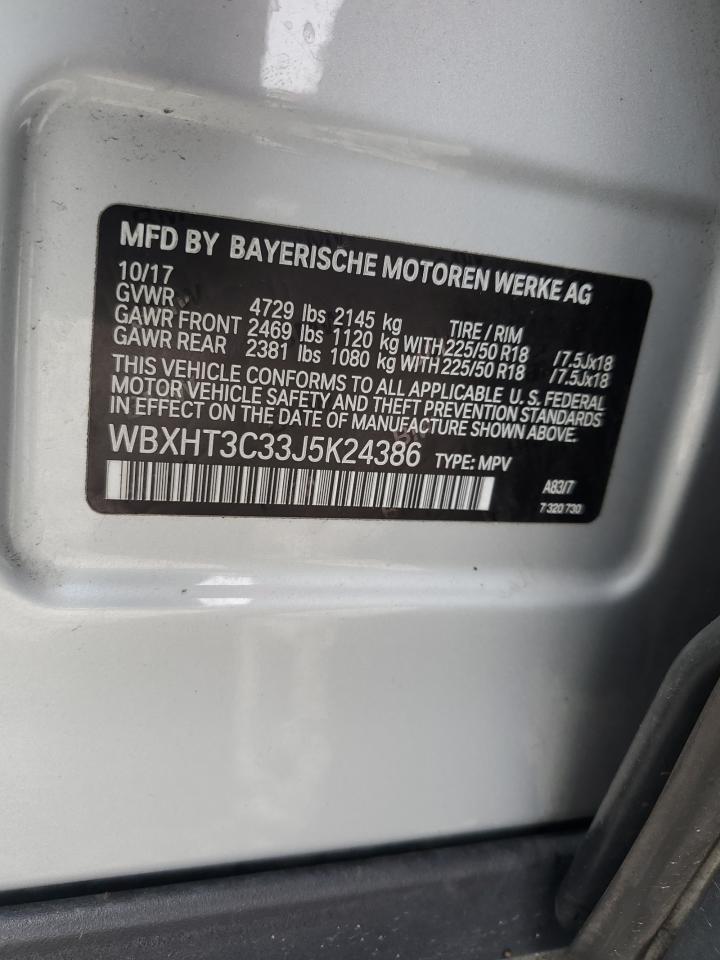 MFD BY BAYERISCHE MOTOREN WERKE AG
10/17
GVWR 4729 lbs 2145 kg TIRE / RIM
GAWR FRONT 2469 lbs 1120 kg WITH 225/50 R18 /7.5Jx18
GAWR REAR 2381 lbs 1080 kg WITH 225/50 R18 /7.5Jx18
THIS VEHICLE CONFORMS TO ALL APPLICABLE U. S. FEDERAL
MOTOR VEHICLE SAFETY AND THEFT PREVENTION STANDARDS
IN EFFECT ON THE DATE OF MANUFACTURE SHOWN ABOVE.
WBXHT3C33J5K24386 TYPE: MPV
A83/7
7 320 730